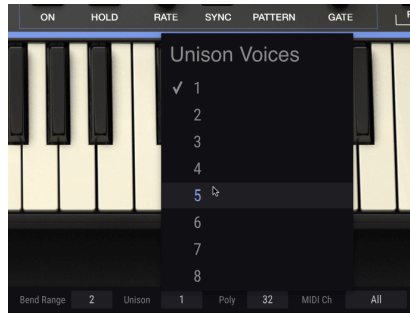 ON HOLD RATE SYNC PATTERN GATE
Unison Voices
✓ 1
2
3
4
5
6
7
8
Bend Range 2 Unison 1 Poly 32 MIDI Ch All